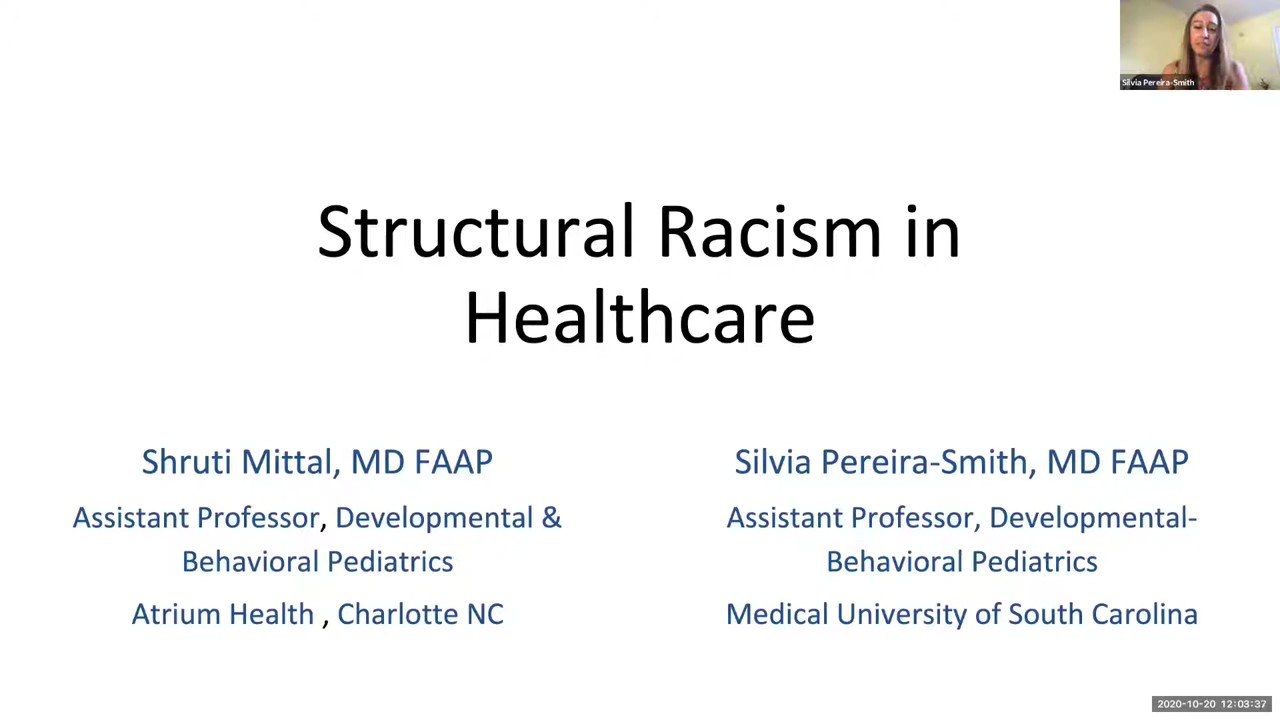 Silvia Pereira-Smith
Structural Racism in
Healthcare
Shruti Mittal, MD FAAP
Assistant Professor, Developmental &
Behavioral Pediatrics
Atrium Health , Charlotte NC
Silvia Pereira-Smith, MD FAAP
Assistant Professor, Developmental-
Behavioral Pediatrics
Medical University of South Carolina
2020-10-20 12:03:37